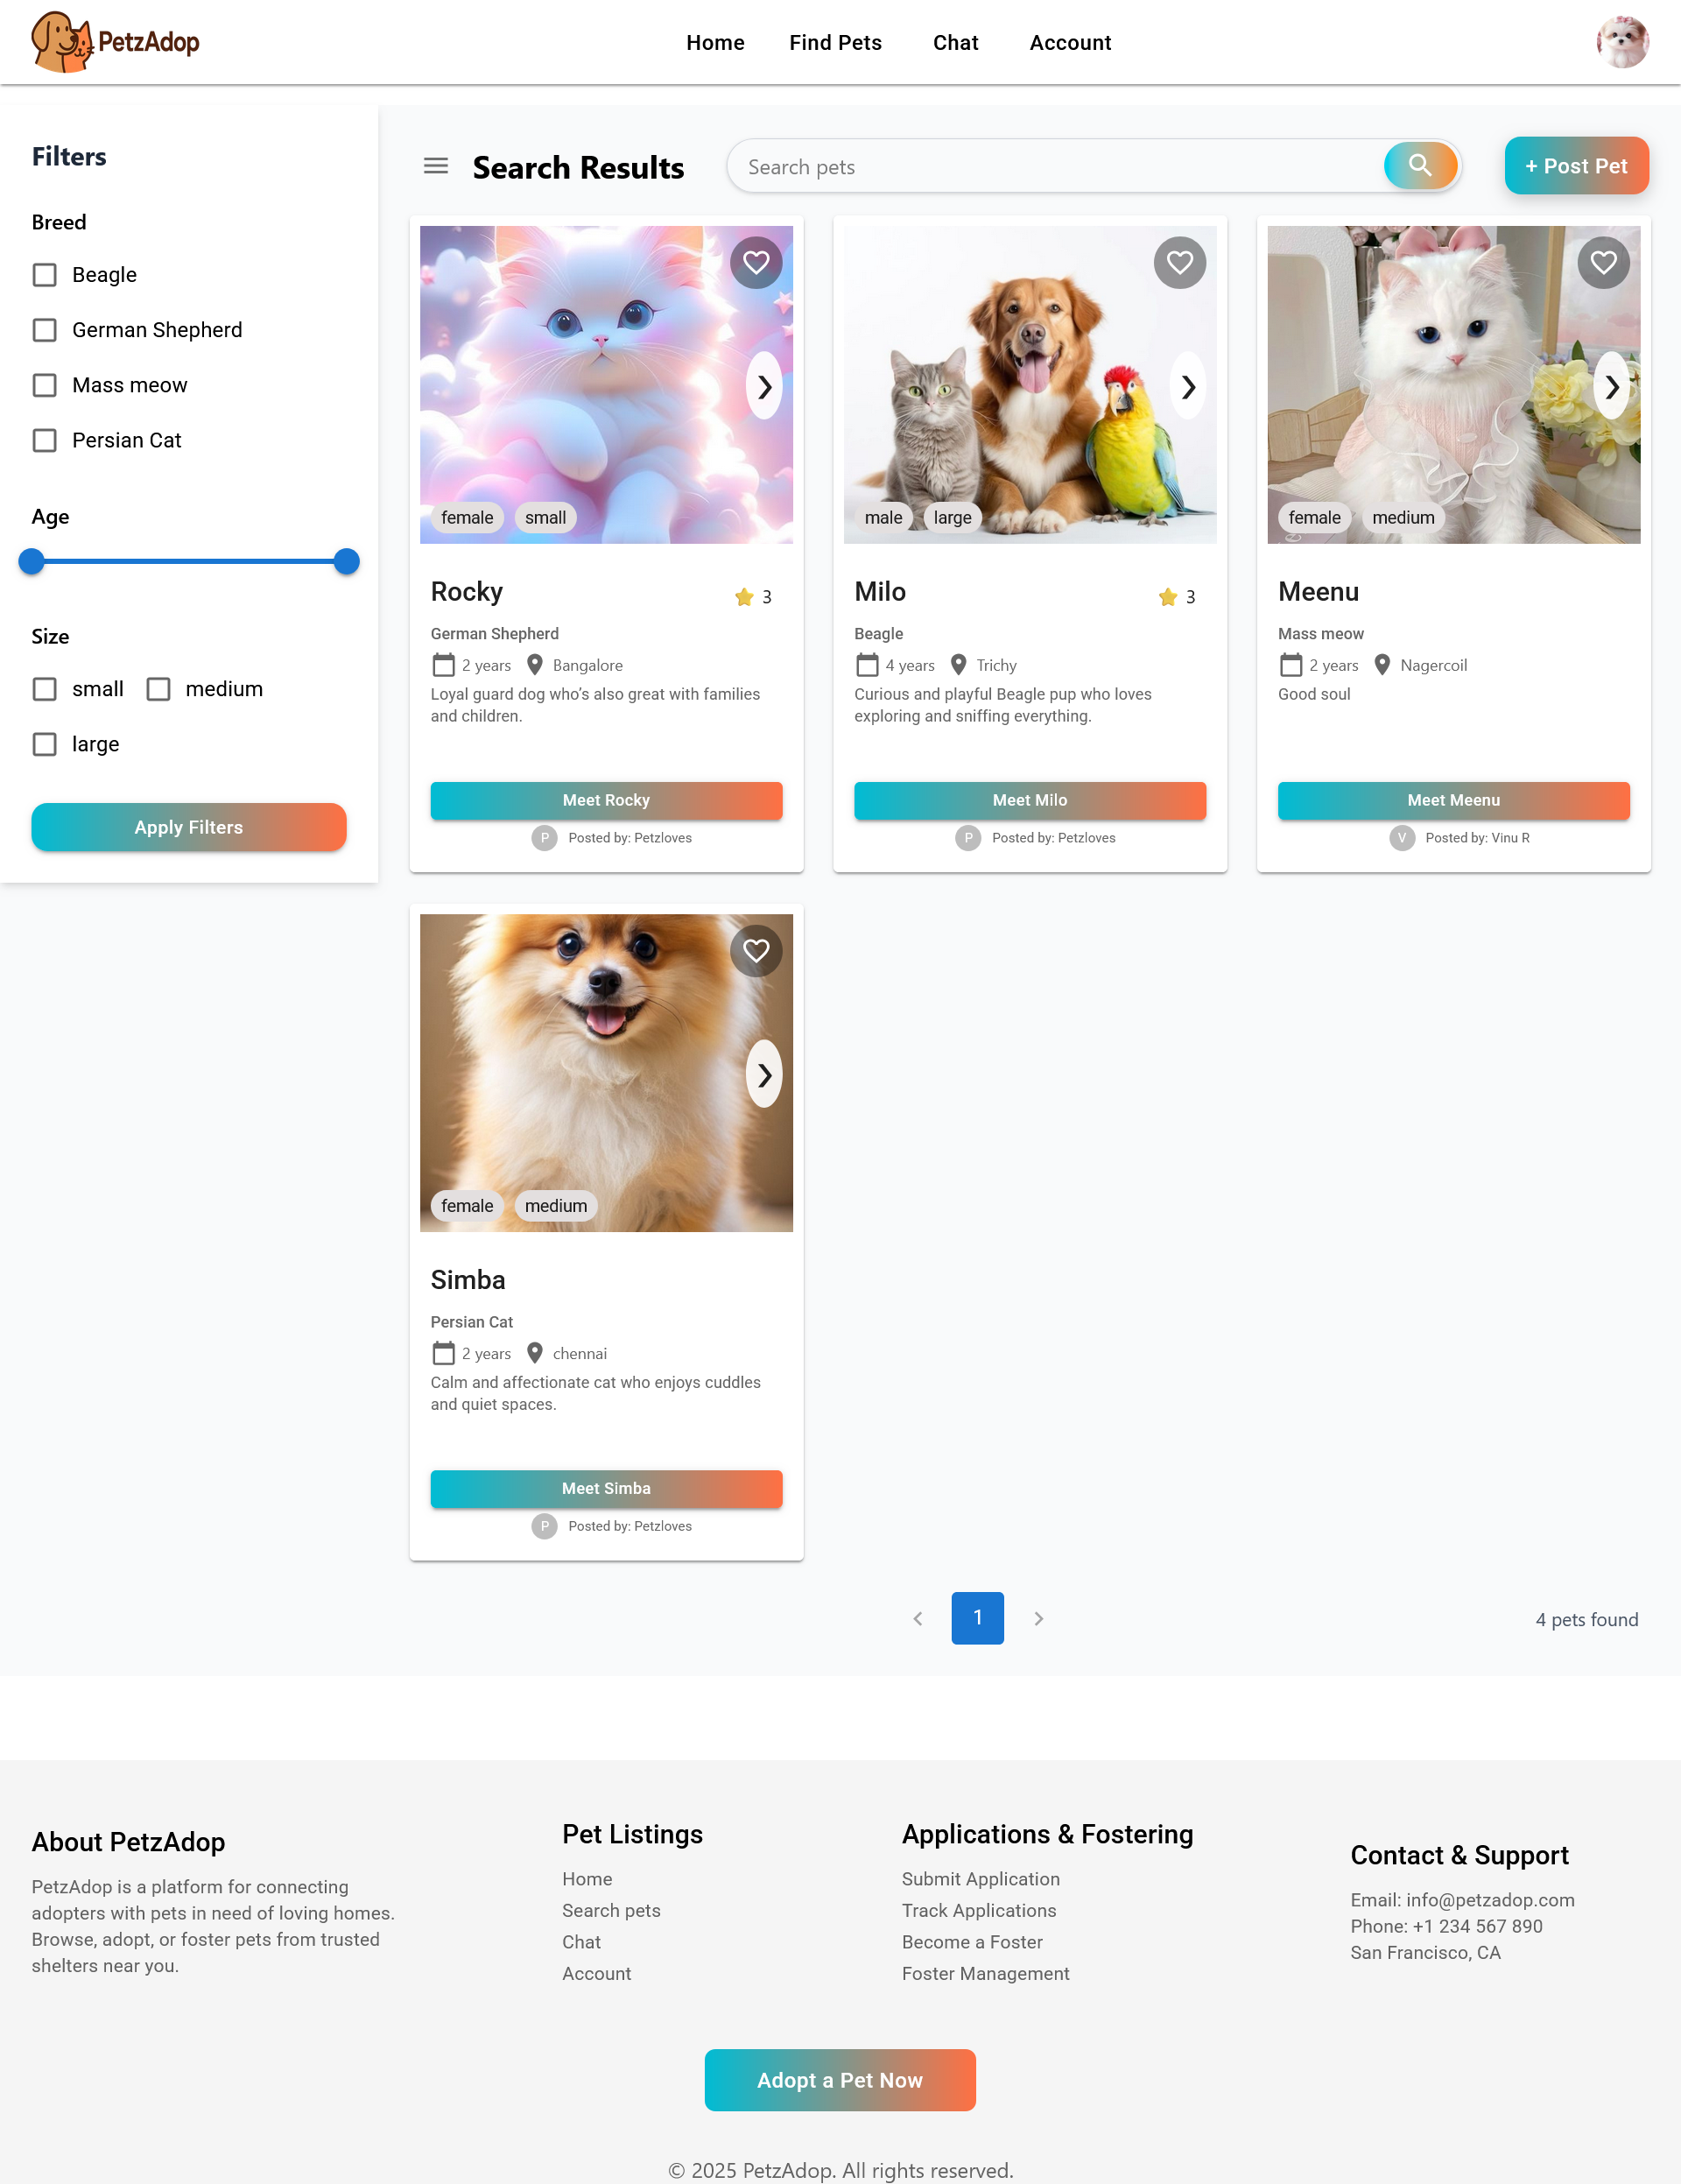 PetzAdop
Home Find Pets Chat Account
Filters
Breed
Beagle
German Shepherd
Mass meow
Persian Cat
Age
Size
small medium
large
Apply Filters
Search Results
Search pets
+ Post Pet
female small
Rocky
3
German Shepherd
2 years Bangalore
Loyal guard dog who’s also great with families
and children.
Meet Rocky
P Posted by: Petzloves
male large
Milo
3
Beagle
4 years Trichy
Curious and playful Beagle pup who loves
exploring and sniffing everything.
Meet Milo
P Posted by: Petzloves
female medium
Meenu
Mass meow
2 years Nagercoil
Good soul
Meet Meenu
V Posted by: Vinu R
female medium
Simba
Persian Cat
2 years chennai
Calm and affectionate cat who enjoys cuddles
and quiet spaces.
Meet Simba
P Posted by: Petzloves
1
4 pets found
About PetzAdop
PetzAdop is a platform for connecting
adopters with pets in need of loving homes.
Browse, adopt, or foster pets from trusted
shelters near you.
Pet Listings
Home
Search pets
Chat
Account
Applications & Fostering
Submit Application
Track Applications
Become a Foster
Foster Management
Contact & Support
Email: info@petzadop.com
Phone: +1 234 567 890
San Francisco, CA
Adopt a Pet Now
© 2025 PetzAdop. All rights reserved.